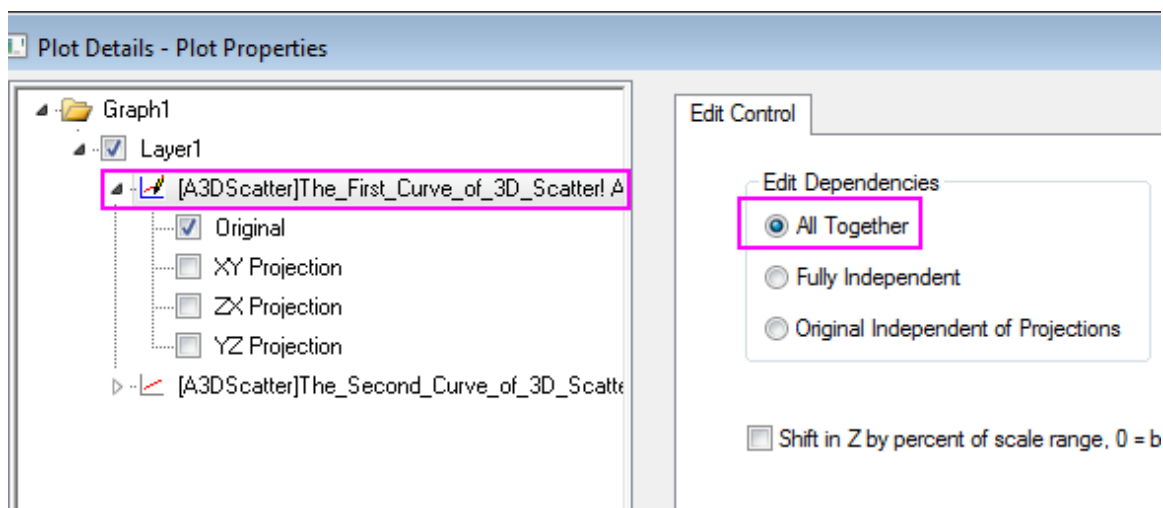 Plot Details - Plot Properties
Graph1
Layer1
[A3DScatter]The_First_Curve_of_3D_Scatter! A
Original
XY Projection
ZX Projection
YZ Projection
[A3DScatter]The_Second_Curve_of_3D_Scatte
Edit Control
Edit Dependencies
All Together
Fully Independent
Original Independent of Projections
Shift in Z by percent of scale range, 0 = b